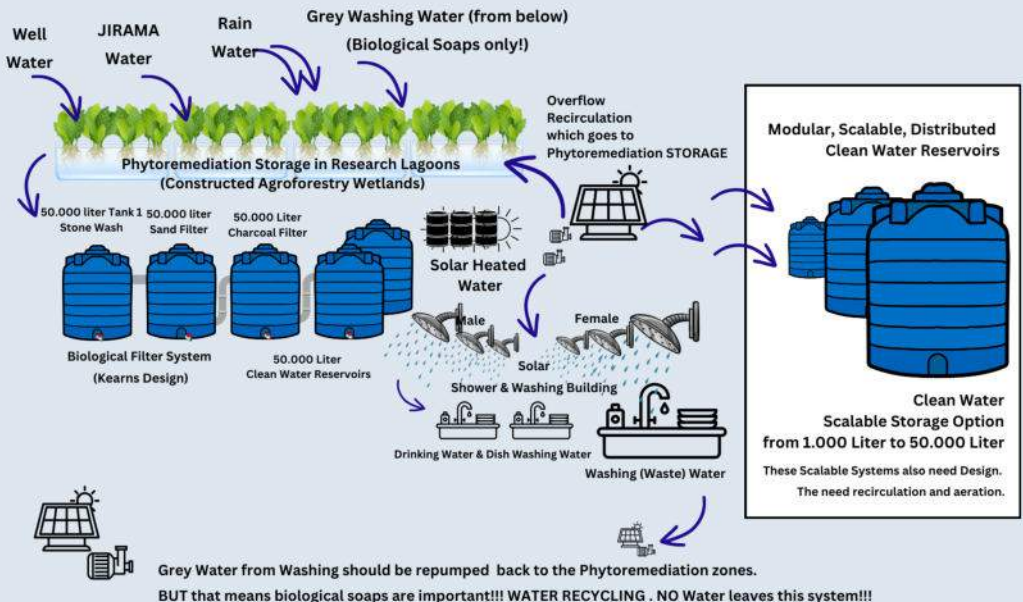 Well
Water
JIRAMA
Water
Rain
Water
Grey Washing Water (from below)
(Biological Soaps only!)
Overflow
Recirculation
which goes to
Phytoremediation STORAGE
Phytoremediation Storage in Research Lagoons
(Constructed Agroforestry Wetlands)
50.000 liter Tank 1
Stone Wash
50.000 liter
Sand Filter
50.000 Liter
Charcoal Filter
Solar Heated
Water
Biological Filter System
(Kearns Design)
50.000 Liter
Clean Water Reservoirs
Male
Female
Solar
Shower & Washing Building
Drinking Water & Dish Washing Water
Washing (Waste) Water
Modular, Scalable, Distributed
Clean Water Reservoirs
Clean Water
Scalable Storage Option
from 1.000 Liter to 50.000 Liter
These Scalable Systems also need Design.
The need recirculation and aeration.
Grey Water from Washing should be repumped back to the Phytoremediation zones.
BUT that means biological soaps are important!!! WATER RECYCLING . NO Water leaves this system!!!